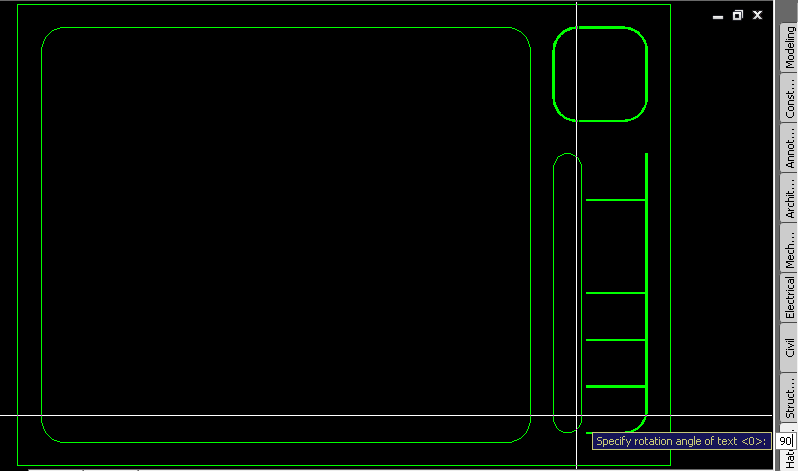 Modeling
Const...
Annot...
Archit...
Mech...
Electrical
Civil
Struct...
Specify rotation angle of text <0>:
90
Hat